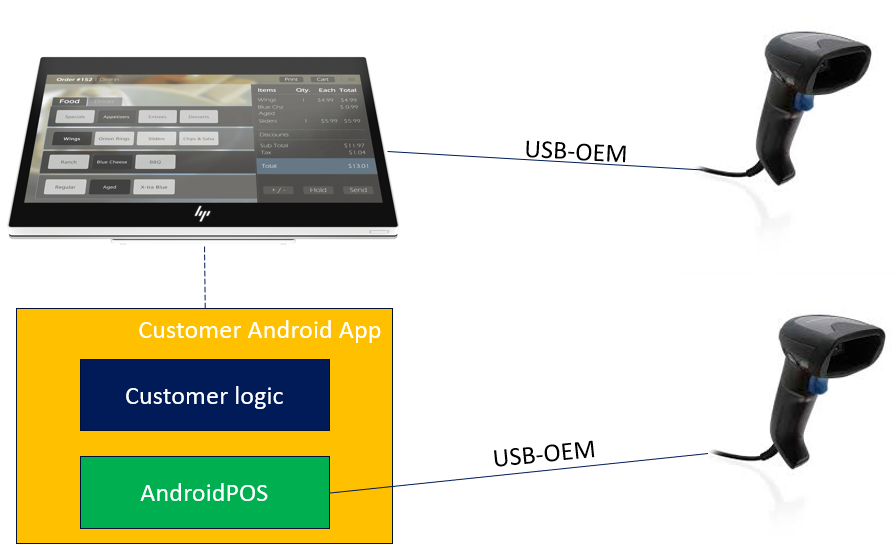 Order #152 Dine In Print Cart
Items Qty. Each Total
Food
Wings 1 $4.99 $4.99
Blue Chz $ 0.99
Aged
Sliders 1 $5.99 $5.99
Specials Appetizers Entrees Desserts
Wings Onion Rings Sliders Chips & Salsa
Discounts
Sub Total $11.97
Tax $1.04
Ranch Blue Cheese BBQ
Total $13.01
Regular Aged X-tra Blue
+ / - Hold Send
hp
USB-OEM
Customer Android App
Customer logic
AndroidPOS
USB-OEM